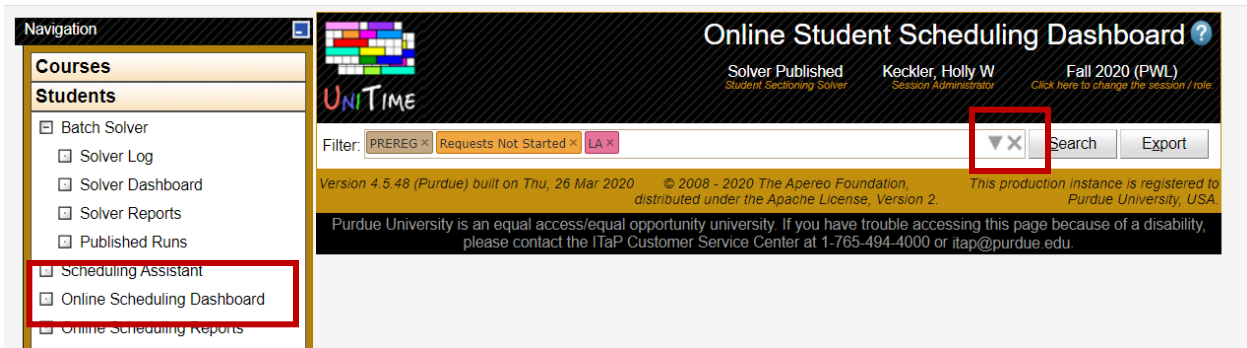 Navigation
Courses
Students
Batch Solver
Solver Log
Solver Dashboard
Solver Reports
Published Runs
Scheduling Assistant
Online Scheduling Dashboard
Online Scheduling Reports
UNITIME
Online Student Scheduling Dashboard ?
Solver Published
Student Sectioning Solver
Keckler, Holly W
Session Administrator
Fall 2020 (PWL)
Click here to change the session / role.
Filter: PREREG × Requests Not Started × LA × Search Export
Version 4.5.48 (Purdue) built on Thu, 26 Mar 2020 © 2008 - 2020 The Apereo Foundation, This production instance is registered to
distributed under the Apache License, Version 2. Purdue University, USA.
Purdue University is an equal access/equal opportunity university. If you have trouble accessing this page because of a disability,
please contact the ITaP Customer Service Center at 1-765-494-4000 or itap@purdue.edu.